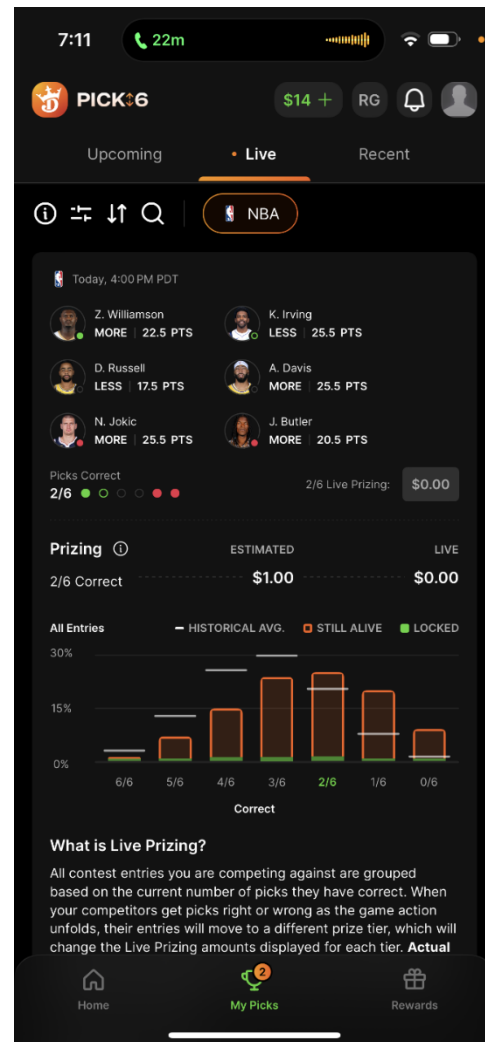 7:11
22m
PICK6
$14 +
RG
Upcoming
Live
Recent
NBA
Today, 4:00 PM PDT
Z. Williamson
MORE | 22.5 PTS
K. Irving
LESS | 25.5 PTS
D. Russell
LESS | 17.5 PTS
A. Davis
MORE | 25.5 PTS
N. Jokic
MORE | 25.5 PTS
J. Butler
MORE | 20.5 PTS
Picks Correct
2/6
2/6 Live Prizing: $0.00
Prizing
ESTIMATED
LIVE
2/6 Correct
$1.00
$0.00
All Entries
HISTORICAL AVG.
STILL ALIVE
LOCKED
30%
15%
0%
6/6 5/6 4/6 3/6 2/6 1/6 0/6
Correct
What is Live Prizing?
All contest entries you are competing against are grouped
based on the current number of picks they have correct. When
your competitors get picks right or wrong as the game action
unfolds, their entries will move to a different prize tier, which will
change the Live Prizing amounts displayed for each tier. Actual
2
Home
My Picks
Rewards